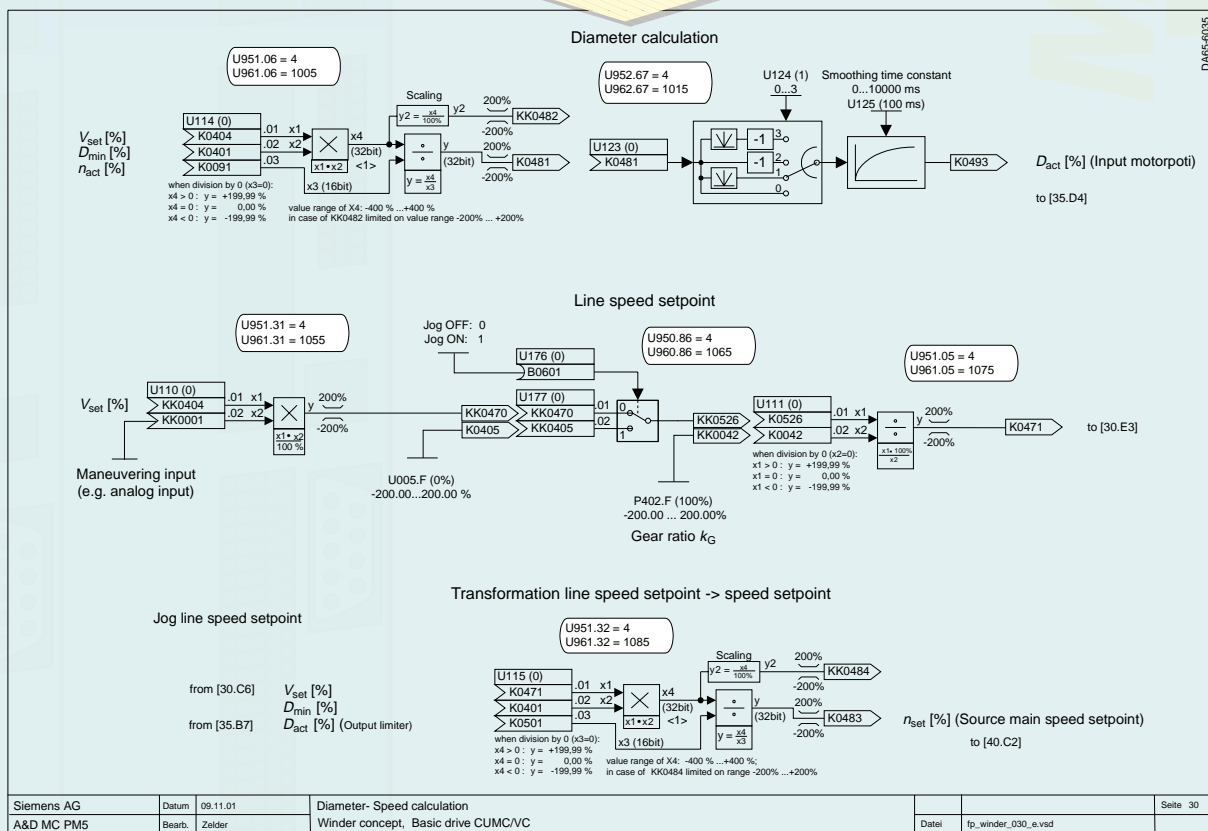 DA65-6035
Diameter calculation
U951.06 = 4
U961.06 = 1005
U952.67 = 4
U962.67 = 1015
U124 (1)
0...3
Smoothing time constant
0...10000 ms
U125 (100 ms)
Scaling
y2 = x4
100%
y2
200%
-200%
KK0482
Vset [%]
Dmin [%]
nact [%]
U114 (0)
K0404
K0401
K0091
.01 x1
.02 x2
.03
x1•x2
x4
(32bit)
<1>
y = x4
x3
y
(32bit)
200%
-200%
K0481
x3 (16bit)
U123 (0)
K0481
-1
-1
3
2
1
0
K0493
Dact [%] (Input motorpoti)
to [35.D4]
when division by 0 (x3=0):
x4 > 0 : y = +199,99 %
x4 = 0 : y = 0,00 % value range of X4: -400 % ...+400 %
x4 < 0 : y = -199,99 % in case of KK0482 limited on value range -200% ... +200%
Line speed setpoint
U951.31 = 4
U961.31 = 1055
Jog OFF: 0
Jog ON: 1
U950.86 = 4
U960.86 = 1065
U951.05 = 4
U961.05 = 1075
U176 (0)
B0601
Vset [%]
U110 (0)
KK0404
KK0001
.01 x1
.02 x2
x1•x2
100 %
y
200%
-200%
KK0470
K0405
U177 (0)
KK0470
KK0405
.01
.02
0
1
KK0526
KK0042
U111 (0)
K0526
K0042
.01 x1
.02 x2
x1• 100%
x2
y
200%
-200%
K0471
to [30.E3]
Maneuvering input
(e.g. analog input)
U005.F (0%)
-200.00...200.00 %
when division by 0 (x2=0):
x1 > 0 : y = +199,99 %
x1 = 0 : y = 0,00 %
x1 < 0 : y = -199,99 %
P402.F (100%)
-200.00 ... 200.00%
Gear ratio kG
Transformation line speed setpoint -> speed setpoint
Jog line speed setpoint
U951.32 = 4
U961.32 = 1085
Scaling
y2 = x4
100%
y2
200%
-200%
KK0484
from [30.C6] Vset [%]
Dmin [%]
from [35.B7] Dact [%] (Output limiter)
U115 (0)
K0471
K0401
K0501
.01 x1
.02 x2
.03
x1•x2
x4
(32bit)
<1>
y = x4
x3
y
(32bit)
200%
-200%
K0483
x3 (16bit)
nset [%] (Source main speed setpoint)
to [40.C2]
when division by 0 (x3=0):
x4 > 0 : y = +199,99 %
x4 = 0 : y = 0,00 % value range of X4: -400 % ...+400 %;
x4 < 0 : y = -199,99 % in case of KK0484 limited on range -200% ...+200%
Siemens AG Datum 09.11.01 Diameter- Speed calculation Seite 30
A&D MC PM5 Bearb. Zelder Winder concept, Basic drive CUMC/VC Datei fp_winder_030_e.vsd